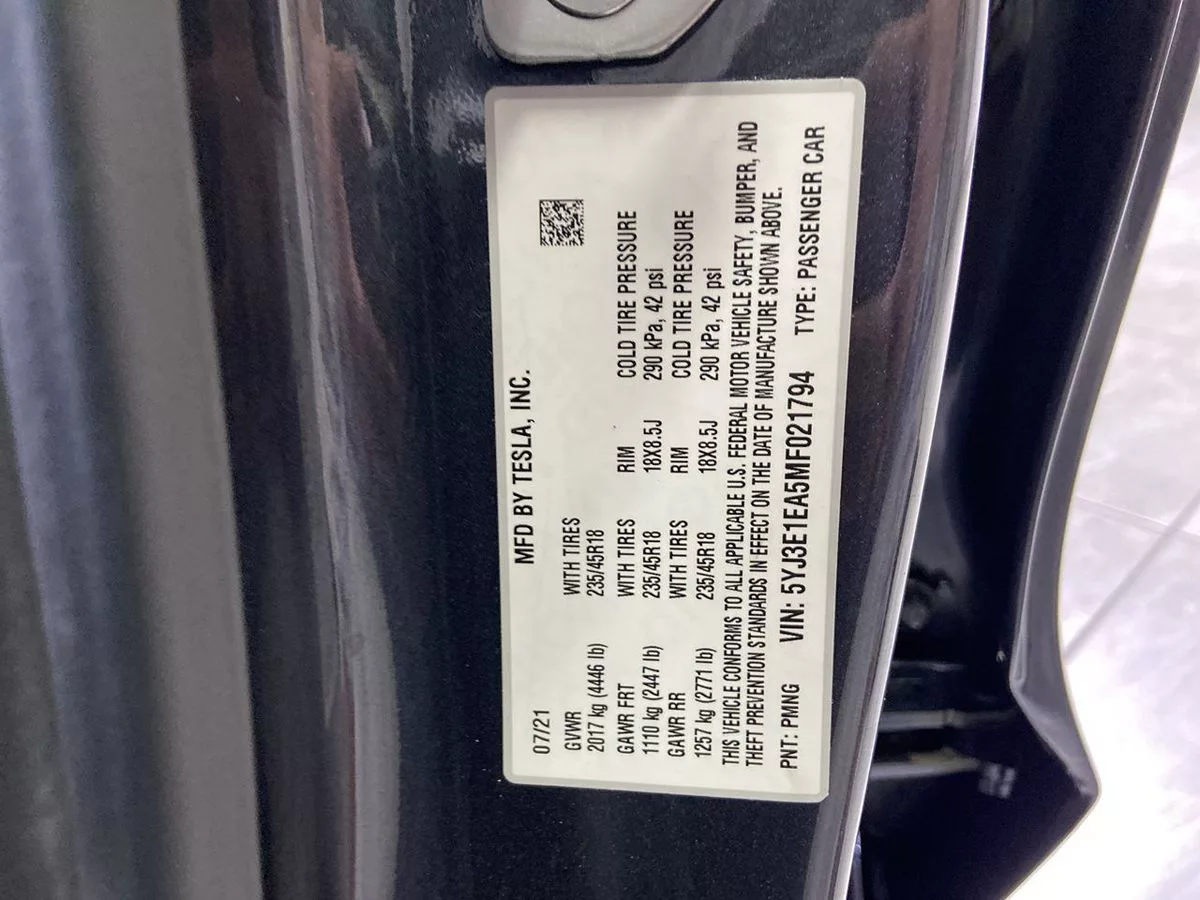 MFD BY TESLA, INC.
07/21
GVWR WITH TIRES
2017 kg (4446 lb) 235/45R18
GAWR FRT WITH TIRES RIM COLD TIRE PRESSURE
1110 kg (2447 lb) 235/45R18 18X8.5J 290 kPa, 42 psi
GAWR RR WITH TIRES RIM COLD TIRE PRESSURE
1257 kg (2771 lb) 235/45R18 18X8.5J 290 kPa, 42 psi
THIS VEHICLE CONFORMS TO ALL APPLICABLE U.S. FEDERAL MOTOR VEHICLE SAFETY, BUMPER, AND
THEFT PREVENTION STANDARDS IN EFFECT ON THE DATE OF MANUFACTURE SHOWN ABOVE.
PNT: PMNG VIN: 5YJ3E1EA5MF021794 TYPE: PASSENGER CAR